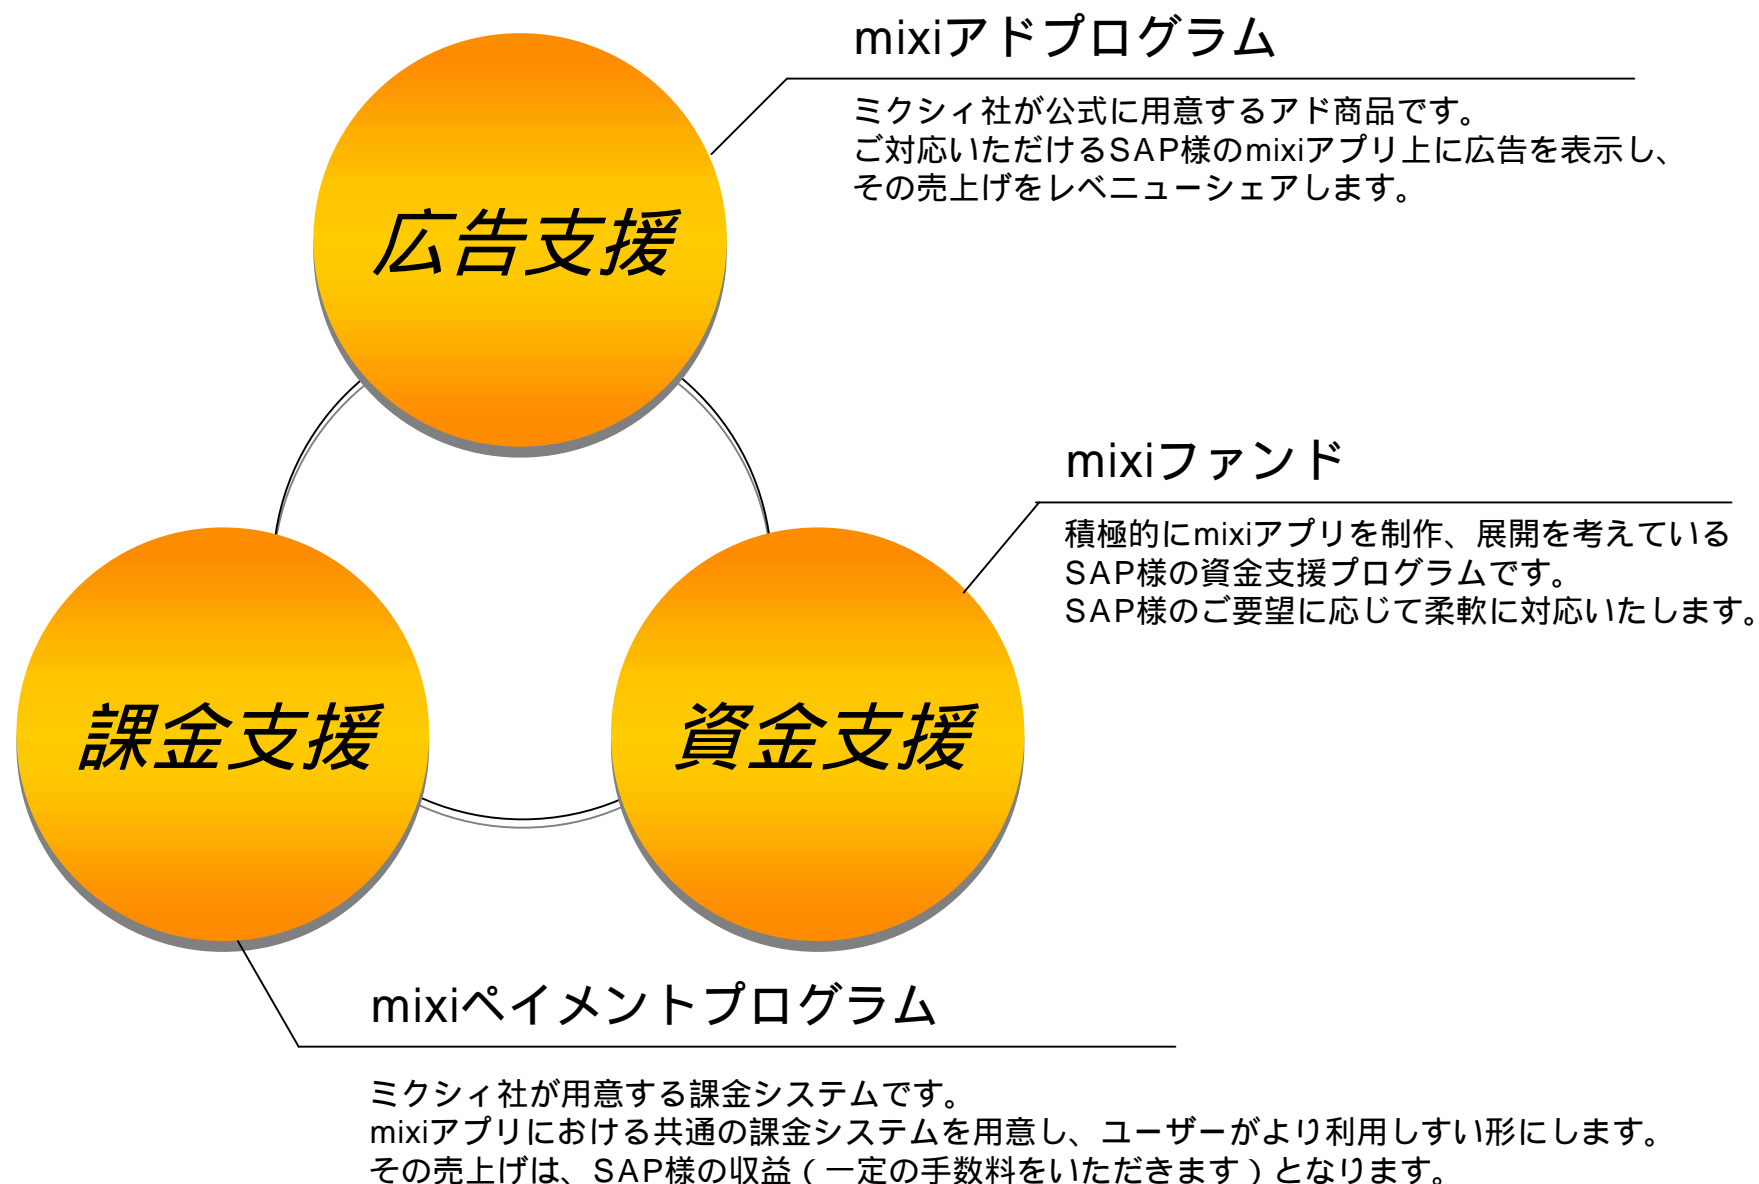 mixiアドプログラム
ミクシィ社が公式に用意するアド商品です。
ご対応いただけるSAP様のmixiアプリ上に広告を表示し、
その売上げをレベニューシェアします。
広告支援
mixiファンド
積極的にmixiアプリを制作、展開を考えている
SAP様の資金支援プログラムです。
SAP様のご要望に応じて柔軟に対応いたします。
課金支援
資金支援
mixiペイメントプログラム
ミクシィ社が用意する課金システムです。
mixiアプリにおける共通の課金システムを用意し、ユーザーがより利用しすい形にします。
その売上げは、SAP様の収益（一定の手数料をいただきます）となります。